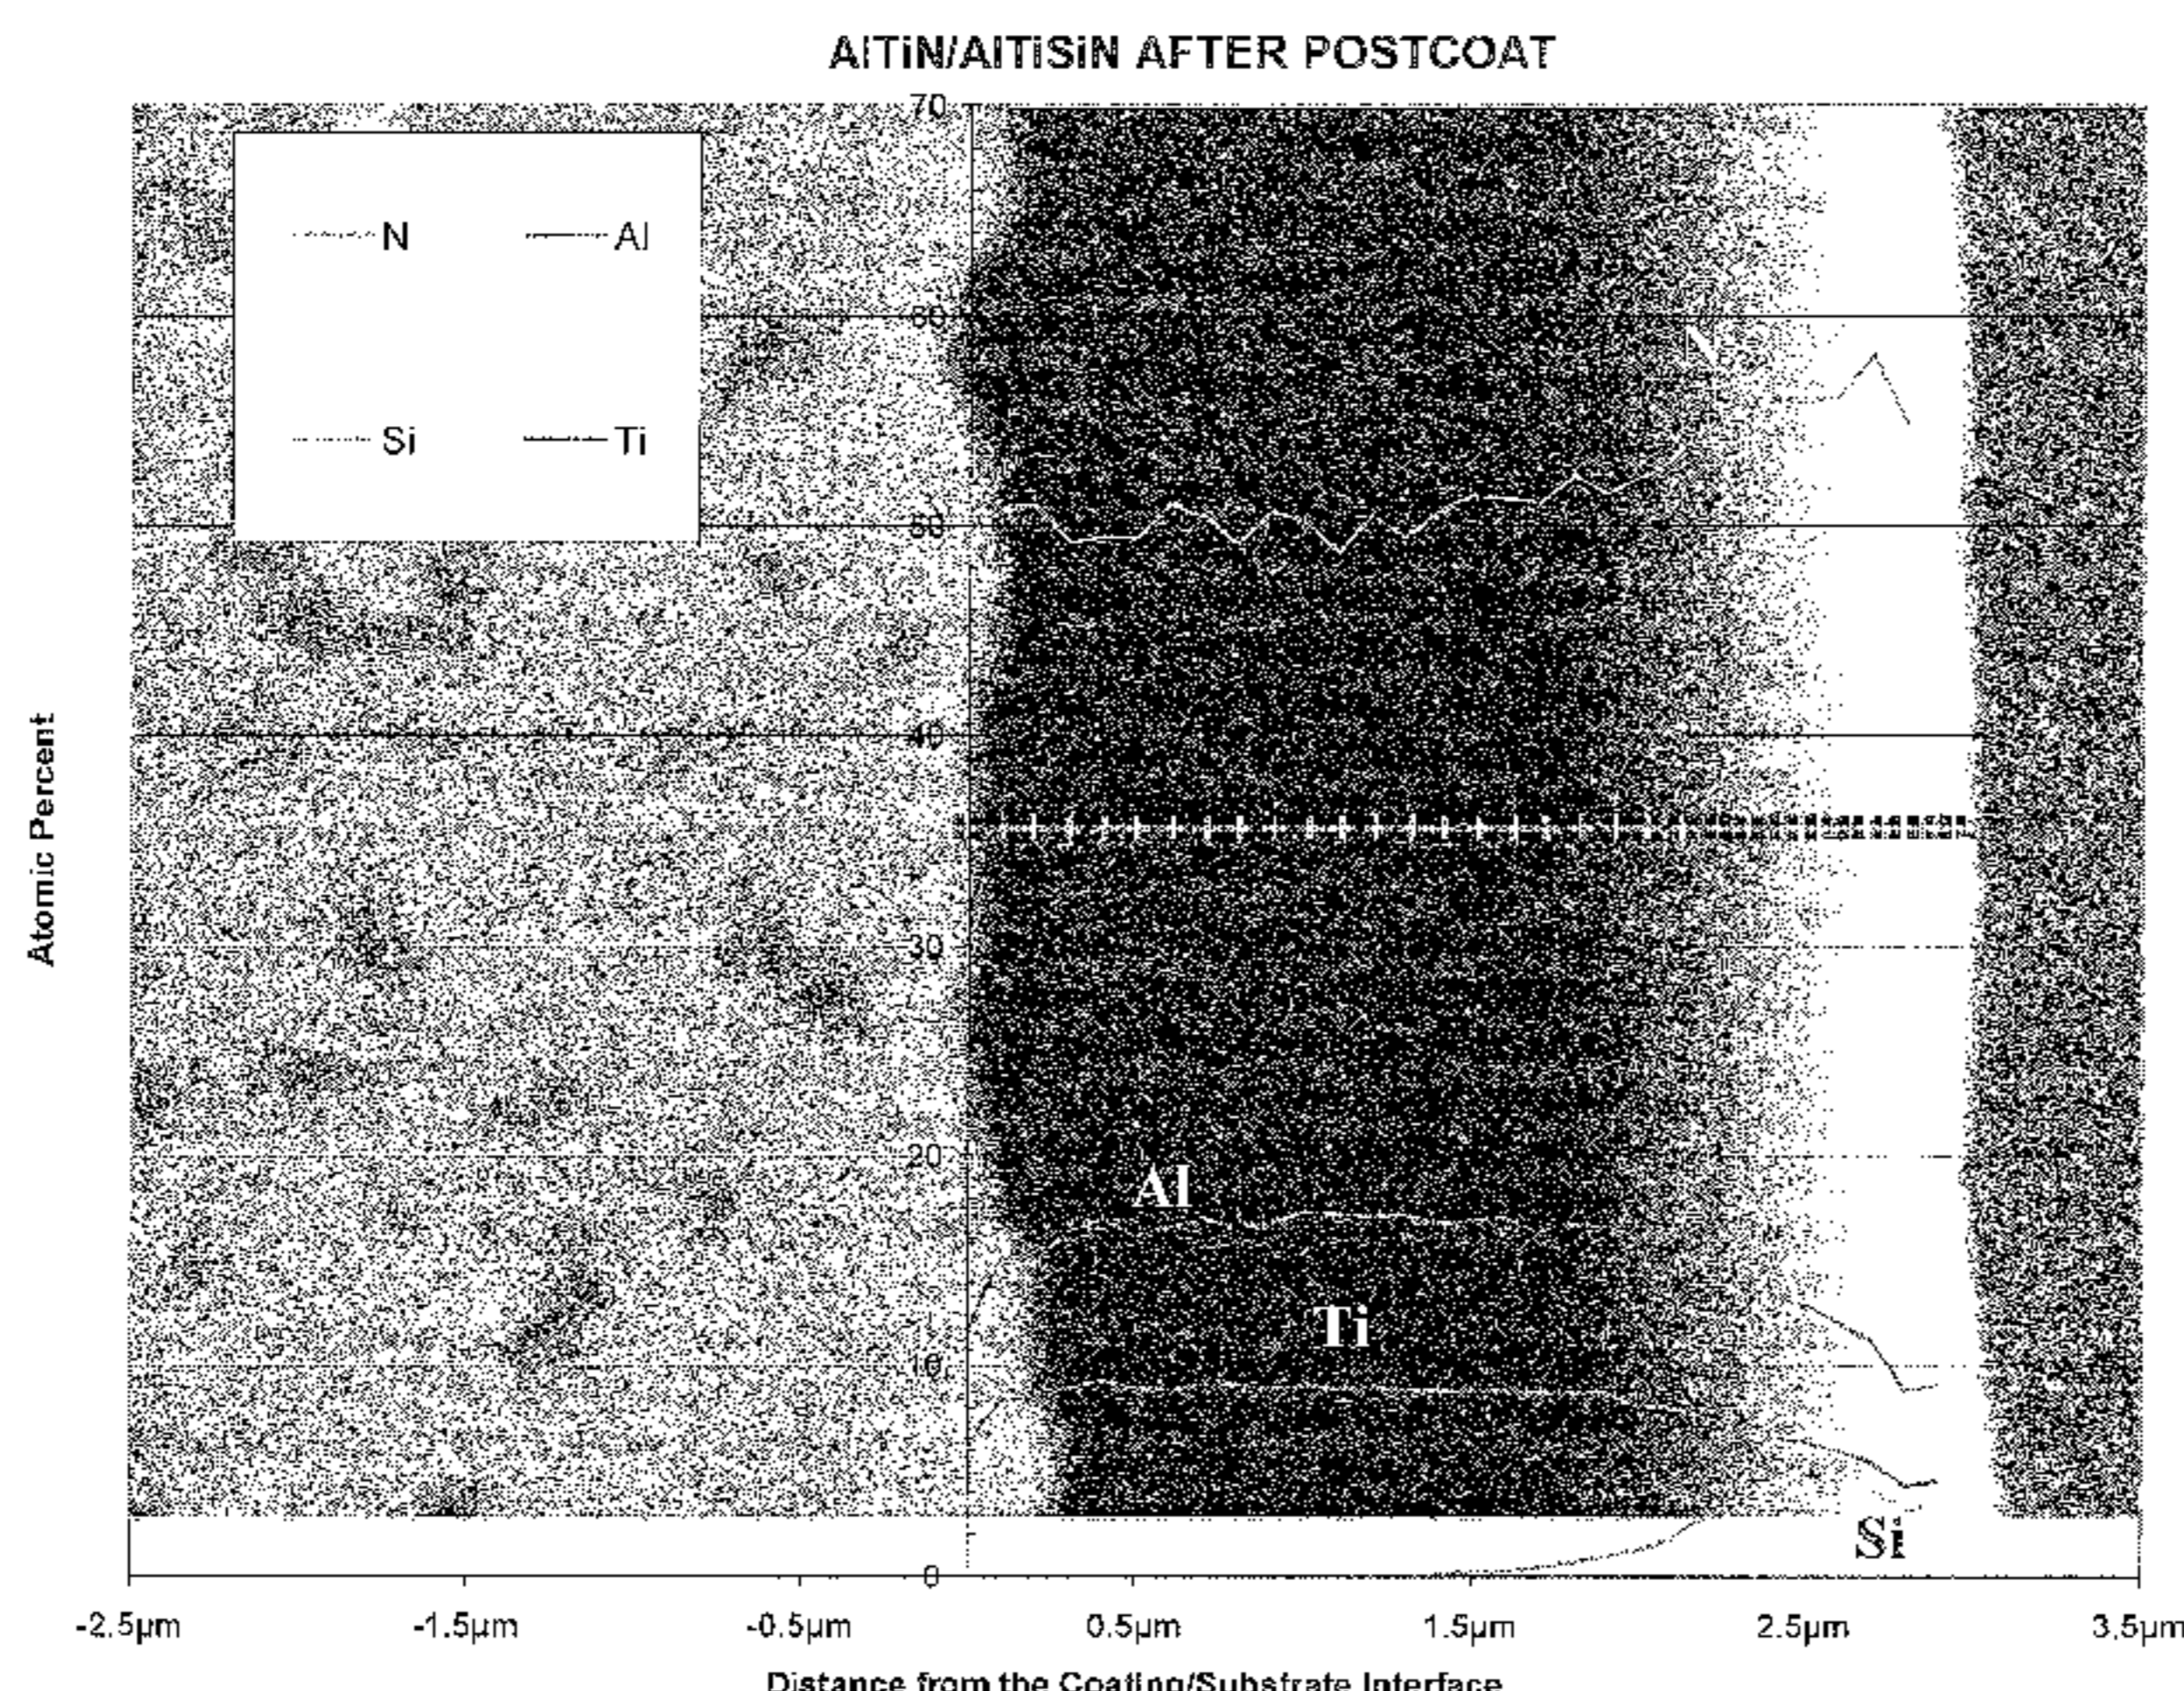 AlTiN/AlTiSiN AFTER POSTCOAT
70
N Al
60
Si Ti
N
50
40
Atomic Percent
30
20
Al
Ti
10
Si
0
-2.5µm -1.5µm -0.5µm 0.5µm 1.5µm 2.5µm 3.5µm
Distance from the Coating/Substrate Interface